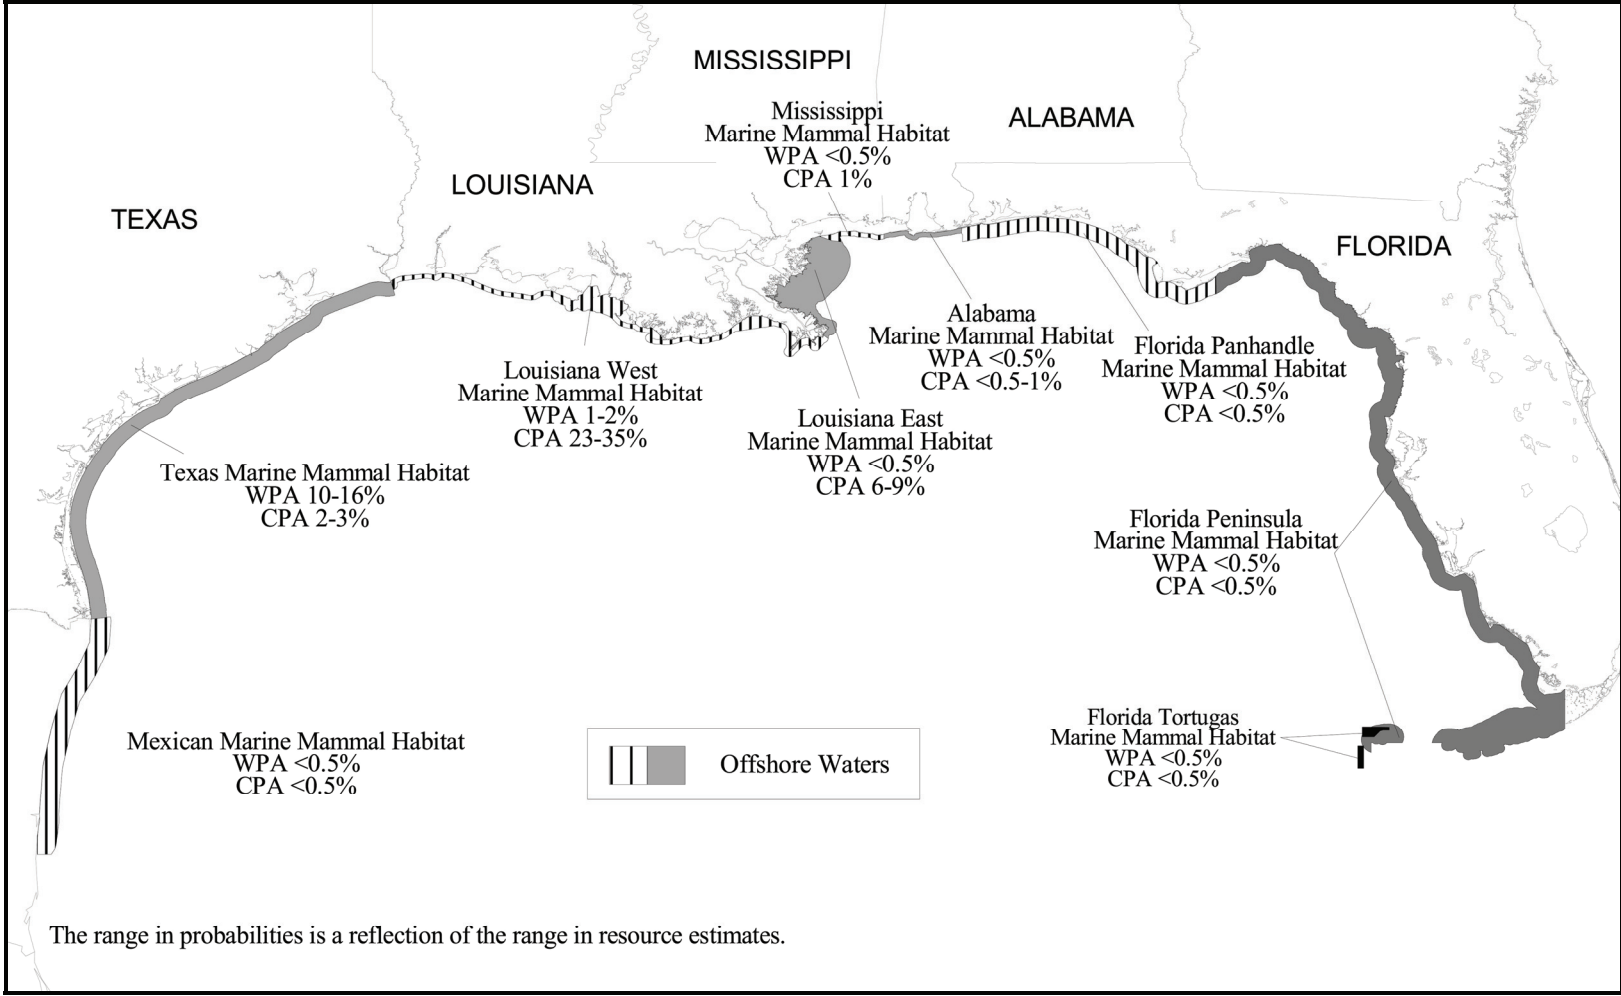 MISSISSIPPI
Mississippi
Marine Mammal Habitat
WPA <0.5%
CPA 1%
ALABAMA
LOUISIANA
TEXAS
FLORIDA
Alabama
Marine Mammal Habitat
WPA <0.5%
CPA <0.5-1%
Florida Panhandle
Marine Mammal Habitat
WPA <0.5%
CPA <0.5%
Louisiana West
Marine Mammal Habitat
WPA 1-2%
CPA 23-35%
Louisiana East
Marine Mammal Habitat
WPA <0.5%
CPA 6-9%
Texas Marine Mammal Habitat
WPA 10-16%
CPA 2-3%
Florida Peninsula
Marine Mammal Habitat
WPA <0.5%
CPA <0.5%
Florida Tortugas
Marine Mammal Habitat
WPA <0.5%
CPA <0.5%
Mexican Marine Mammal Habitat
WPA <0.5%
CPA <0.5%
Offshore Waters
The range in probabilities is a reflection of the range in resource estimates.